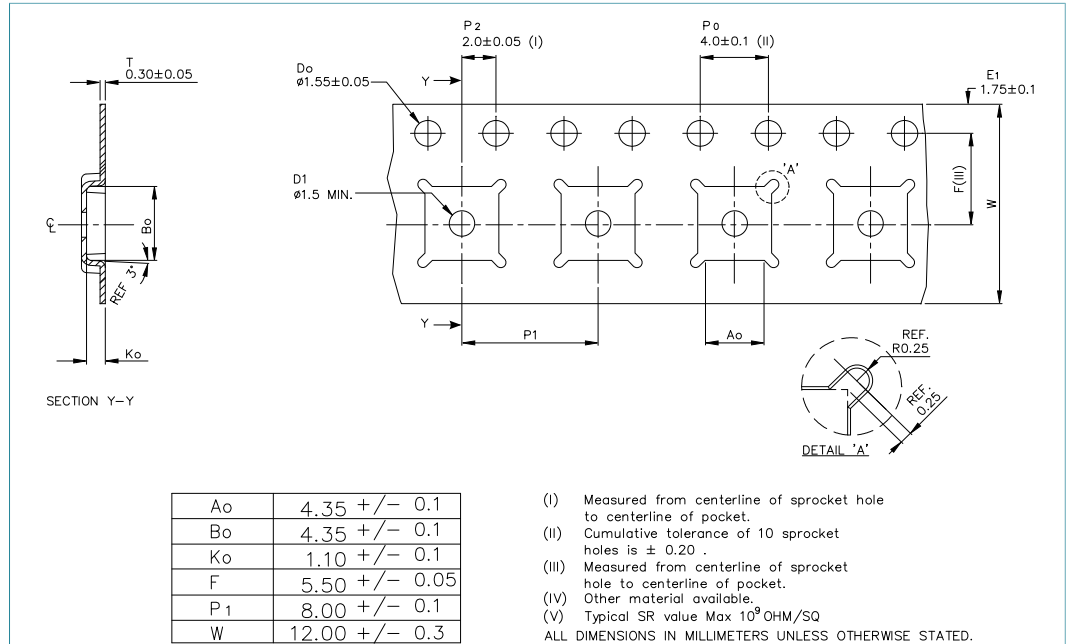 P2
2.0±0.05 (I)
Po
4.0±0.1 (II)
T
0.30±0.05
Do
ø1.55±0.05
Y
E1
1.75±0.1
'A'
D1
ø1.5 MIN.
F(III)
W
℄
Bo
REF 3°
Ko
Y
P1
Ao
REF.
R0.25
REF.
0.25
SECTION Y-Y
DETAIL 'A'
Ao 4.35 +/- 0.1
Bo 4.35 +/- 0.1
Ko 1.10 +/- 0.1
F 5.50 +/- 0.05
P1 8.00 +/- 0.1
W 12.00 +/- 0.3
(I) Measured from centerline of sprocket hole
to centerline of pocket.
(II) Cumulative tolerance of 10 sprocket
holes is ± 0.20 .
(III) Measured from centerline of sprocket
hole to centerline of pocket.
(IV) Other material available.
(V) Typical SR value Max 10⁹ OHM/SQ
ALL DIMENSIONS IN MILLIMETERS UNLESS OTHERWISE STATED.